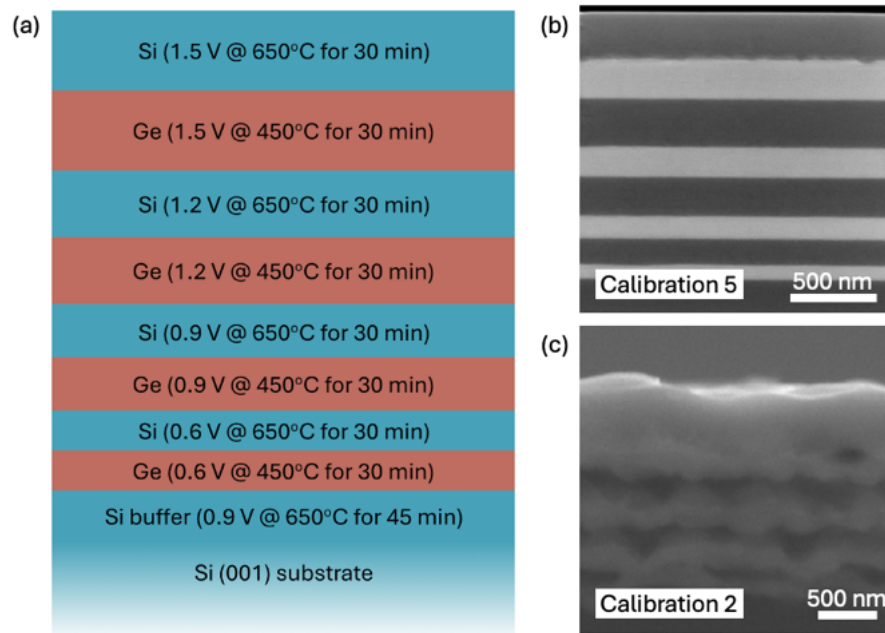 (a)
Si (1.5 V @ 650°C for 30 min)
Ge (1.5 V @ 450°C for 30 min)
Si (1.2 V @ 650°C for 30 min)
Ge (1.2 V @ 450°C for 30 min)
Si (0.9 V @ 650°C for 30 min)
Ge (0.9 V @ 450°C for 30 min)
Si (0.6 V @ 650°C for 30 min)
Ge (0.6 V @ 450°C for 30 min)
Si buffer (0.9 V @ 650°C for 45 min)
Si (001) substrate
(b)
Calibration 5
500 nm
(c)
Calibration 2
500 nm